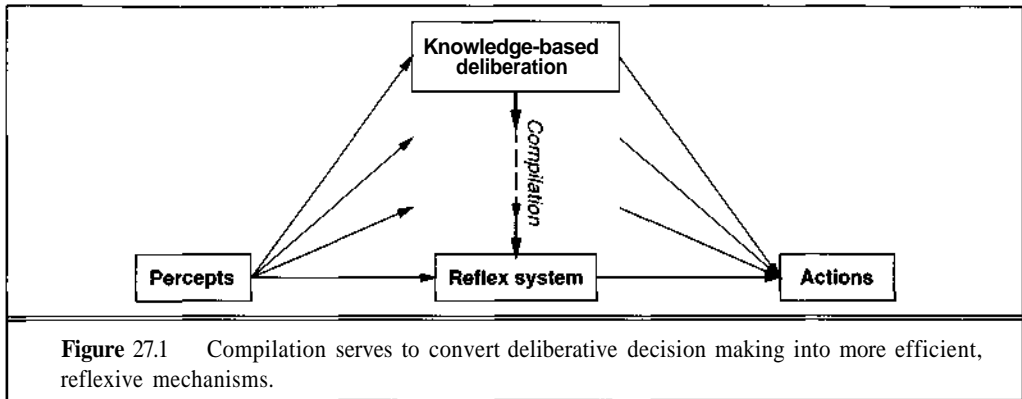 Knowledge-based
deliberation
Compilation
Percepts
Reflex system
Actions
Figure 27.1 Compilation serves to convert deliberative decision making into more efficient,
reflexive mechanisms.